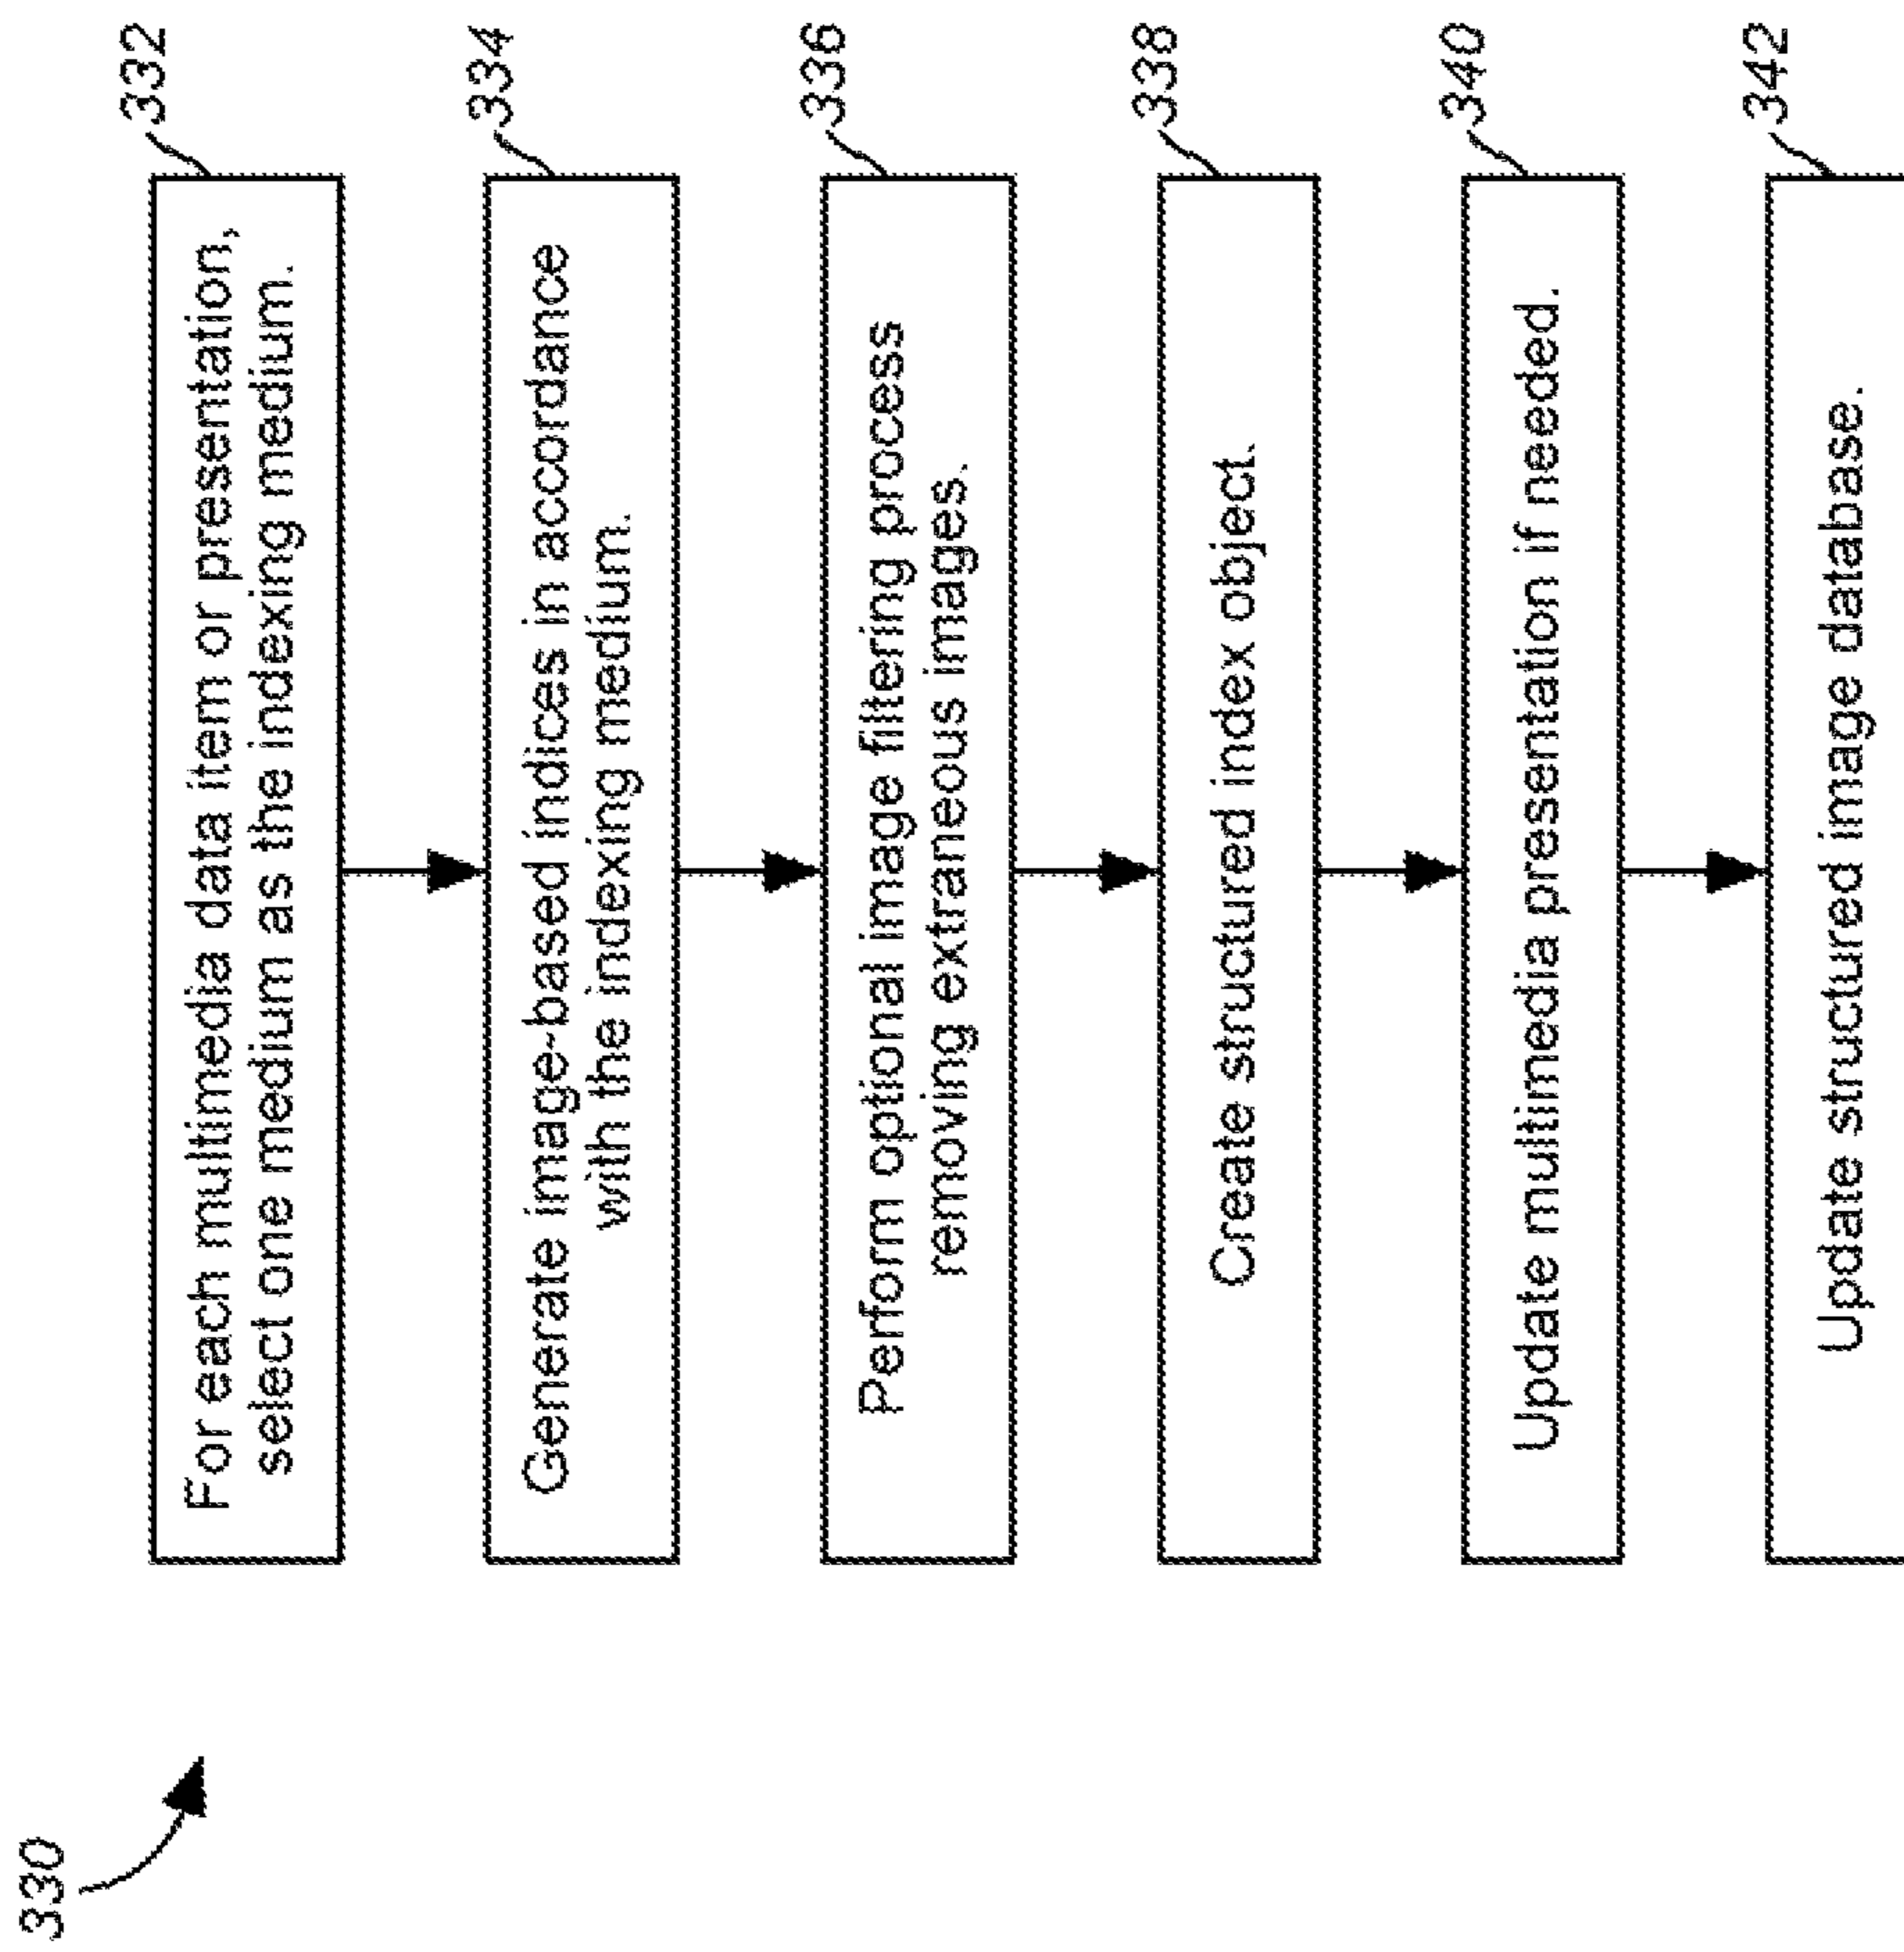 330
332
For each multimedia data item or presentation,
select one medium as the indexing medium.
334
Generate image-based indices in accordance
with the indexing medium.
336
Perform optional image filtering process
removing extraneous images.
338
Create structured index object.
340
Update multimedia presentation if needed.
342
Update structured image database.